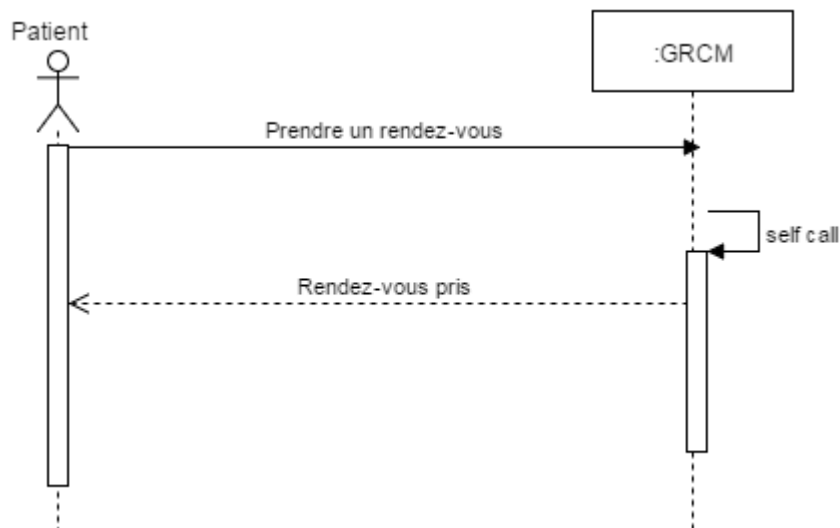 Patient
:GRCM
Prendre un rendez-vous
self call
Rendez-vous pris